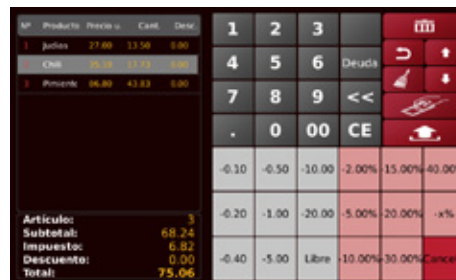 Nº Producto Precio u. Cant. Desc.
1 Judias 27.00 13.50 0.00
2 Chili 0.00
3 Pimiento 06.80 43.83 0.00
Artículo: 3
Subtotal: 68.24
Impuesto: 6.82
Descuento: 0.00
Total: 75.06
1 2 3
4 5 6 Deuda
7 8 9 <<
. 0 00 CE
-0.10 -0.50 -10.00 -2.00% -15.00% -40.00
-0.20 -1.00 -20.00 -5.00% -20.00% -x%
-0.40 -5.00 Libre -10.00% -30.00% Cancel